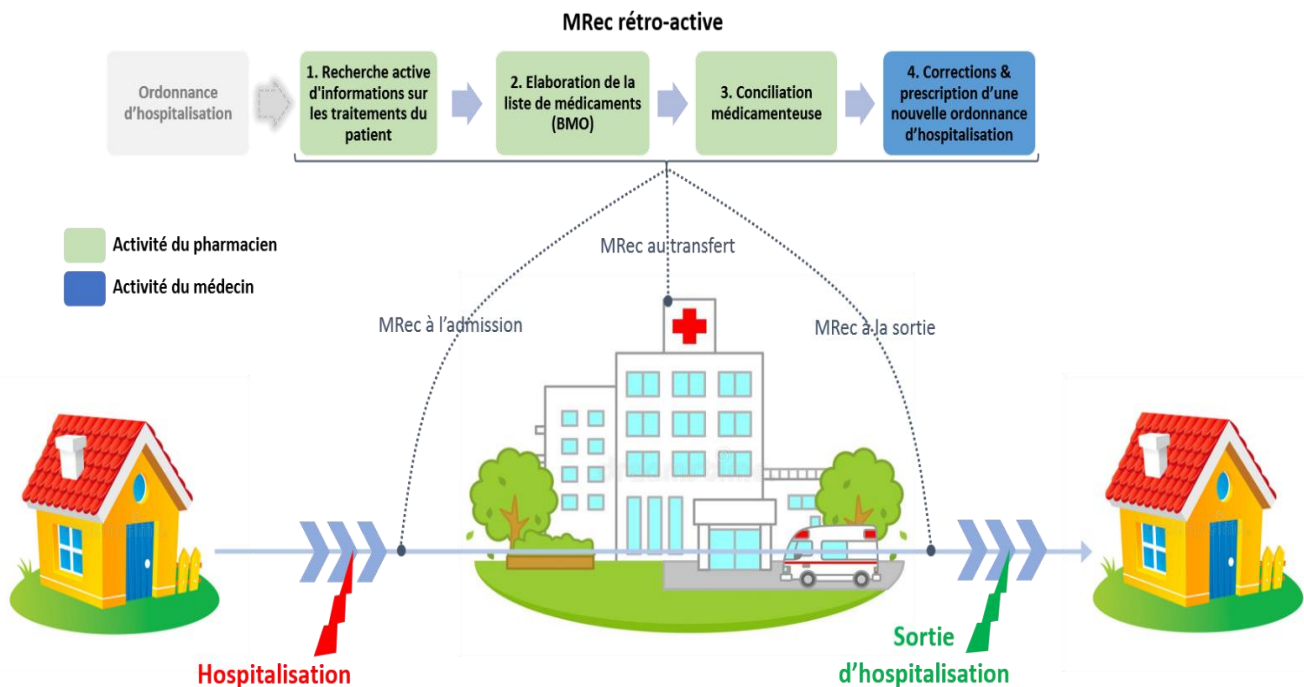 MRec rétro-active
Ordonnance
d'hospitalisation
1. Recherche active
d'informations sur
les traitements du
patient
2. Elaboration de la
liste de médicaments
(BMO)
3. Conciliation
médicamenteuse
4. Corrections &
prescription d'une
nouvelle ordonnance
d'hospitalisation
Activité du pharmacien
Activité du médecin
MRec au transfert
MRec à l'admission
MRec à la sortie
Hospitalisation
Sortie
d'hospitalisation